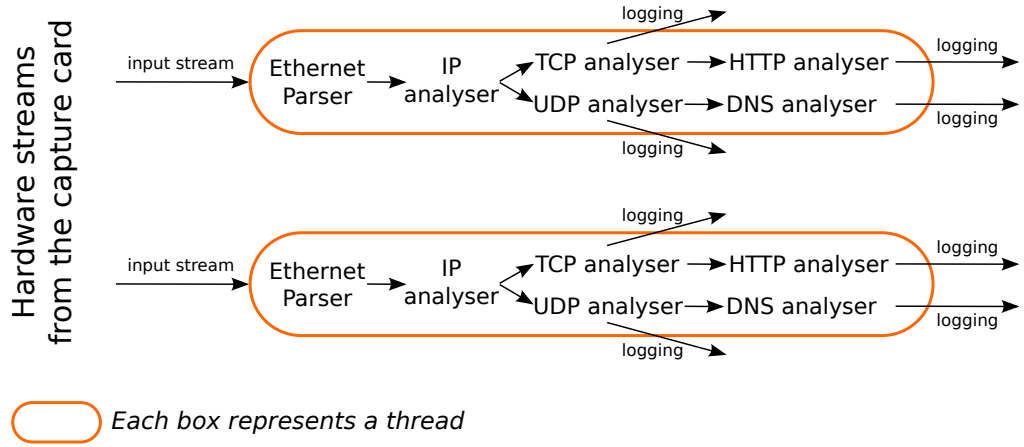 Hardware streams
from the capture card
logging
input stream
Ethernet
Parser
IP
analyser
TCP analyser
HTTP analyser
logging
UDP analyser
DNS analyser
logging
logging
logging
input stream
Ethernet
Parser
IP
analyser
TCP analyser
HTTP analyser
logging
UDP analyser
DNS analyser
logging
logging
Each box represents a thread